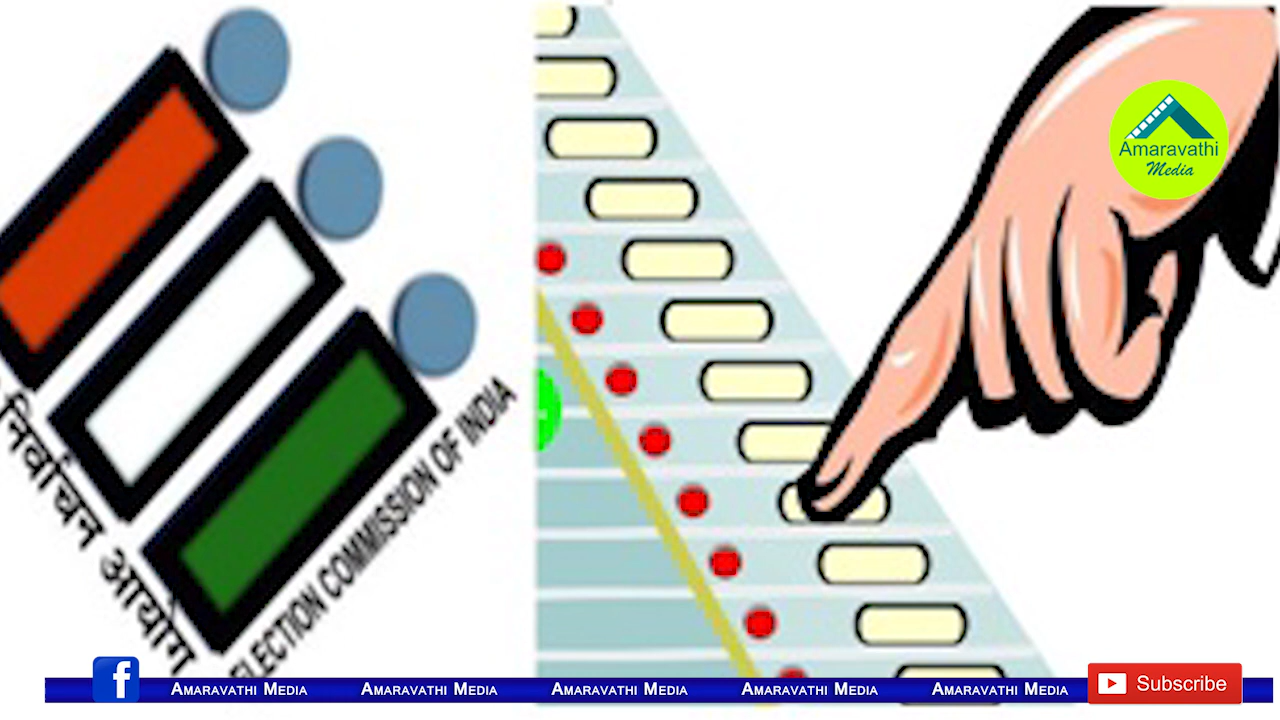 निर्वाचन आयोग
ELECTION COMMISSION OF INDIA
Amaravathi
Media
f
AMARAVATHI MEDIA AMARAVATHI MEDIA AMARAVATHI MEDIA AMARAVATHI MEDIA AMARAVATHI MEDIA
Subscribe